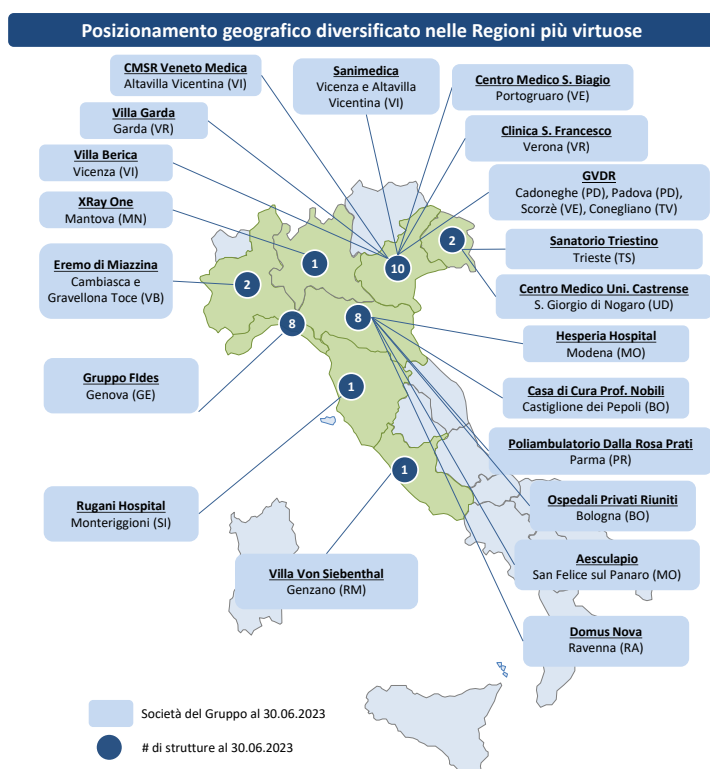 Posizionamento geografico diversificato nelle Regioni più virtuose
CMSR Veneto Medica
Altavilla Vicentina (VI)
Sanimedica
Vicenza e Altavilla
Vicentina (VI)
Centro Medico S. Biagio
Portogruaro (VE)
Villa Garda
Garda (VR)
Clinica S. Francesco
Verona (VR)
Villa Berica
Vicenza (VI)
GVDR
Cadoneghe (PD), Padova (PD),
Scorzè (VE), Conegliano (TV)
XRay One
Mantova (MN)
Sanatorio Triestino
Trieste (TS)
Eremo di Miazzina
Cambiasca e
Gravellona Toce (VB)
Centro Medico Uni. Castrense
S. Giorgio di Nogaro (UD)
Hesperia Hospital
Modena (MO)
Gruppo FIdes
Genova (GE)
Casa di Cura Prof. Nobili
Castiglione dei Pepoli (BO)
Poliambulatorio Dalla Rosa Prati
Parma (PR)
Rugani Hospital
Monteriggioni (SI)
Ospedali Privati Riuniti
Bologna (BO)
Aesculapio
San Felice sul Panaro (MO)
Villa Von Siebenthal
Genzano (RM)
Domus Nova
Ravenna (RA)
2
1
10
2
8
8
1
1
Società del Gruppo al 30.06.2023
# di strutture al 30.06.2023